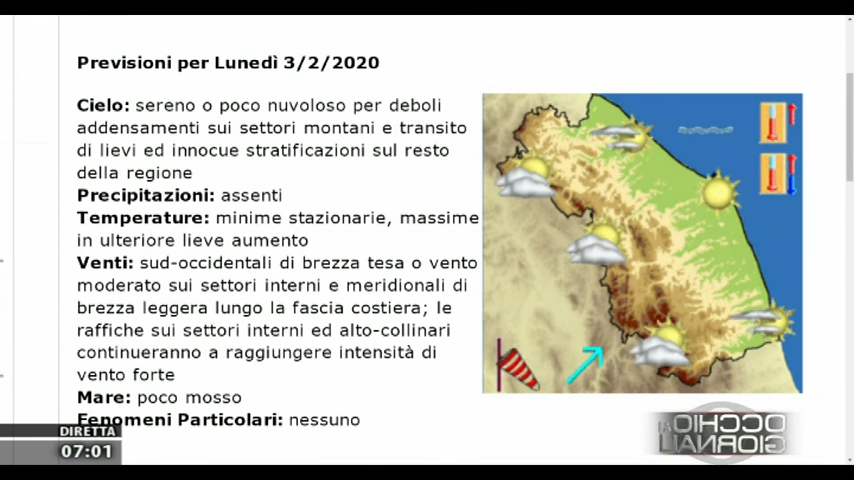 Previsioni per Lunedì 3/2/2020
Cielo: sereno o poco nuvoloso per deboli
addensamenti sui settori montani e transito
di lievi ed innocue stratificazioni sul resto
della regione
Precipitazioni: assenti
Temperature: minime stazionarie, massime
in ulteriore lieve aumento
Venti: sud-occidentali di brezza tesa o vento
moderato sui settori interni e meridionali di
brezza leggera lungo la fascia costiera; le
raffiche sui settori interni ed alto-collinari
continueranno a raggiungere intensità di
vento forte
Mare: poco mosso
Fenomeni Particolari: nessuno
DIRETTA
07:01
OCCHIO
AI GIORNALI